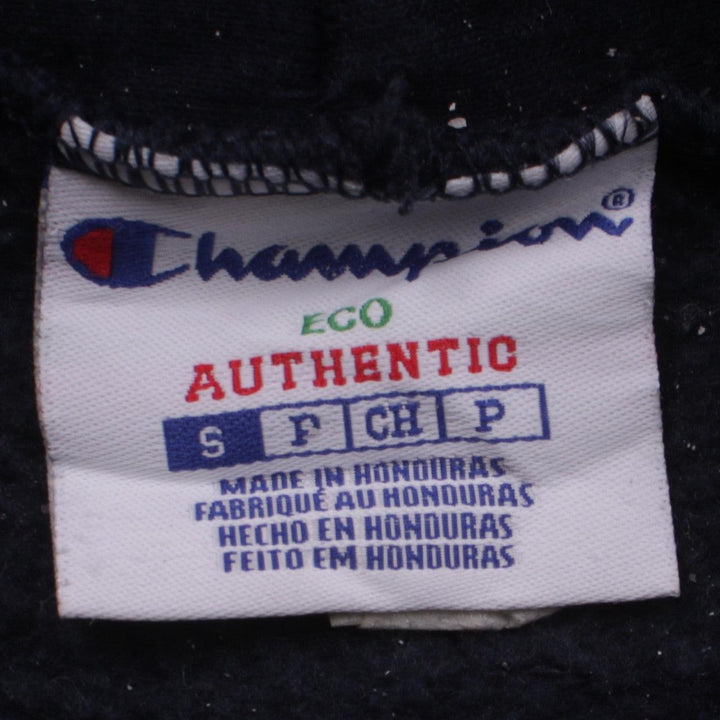 Champion®
ECO
AUTHENTIC
S P CH P
MADE IN HONDURAS
FABRIQUÉ AU HONDURAS
HECHO EN HONDURAS
FEITO EM HONDURAS